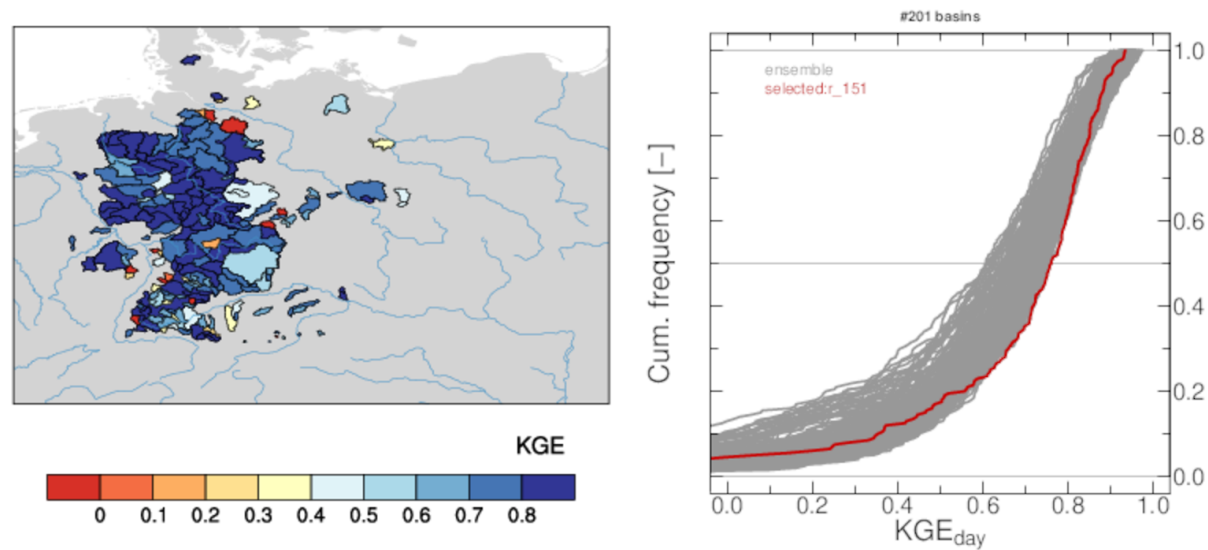 KGE
0 0.1 0.2 0.3 0.4 0.5 0.6 0.7 0.8
#201 basins
ensemble
selected:r_151
Cum. frequency [−]
1.0
0.8
0.6
0.4
0.2
0.0
0.0 0.2 0.4 0.6 0.8 1.0
KGEday